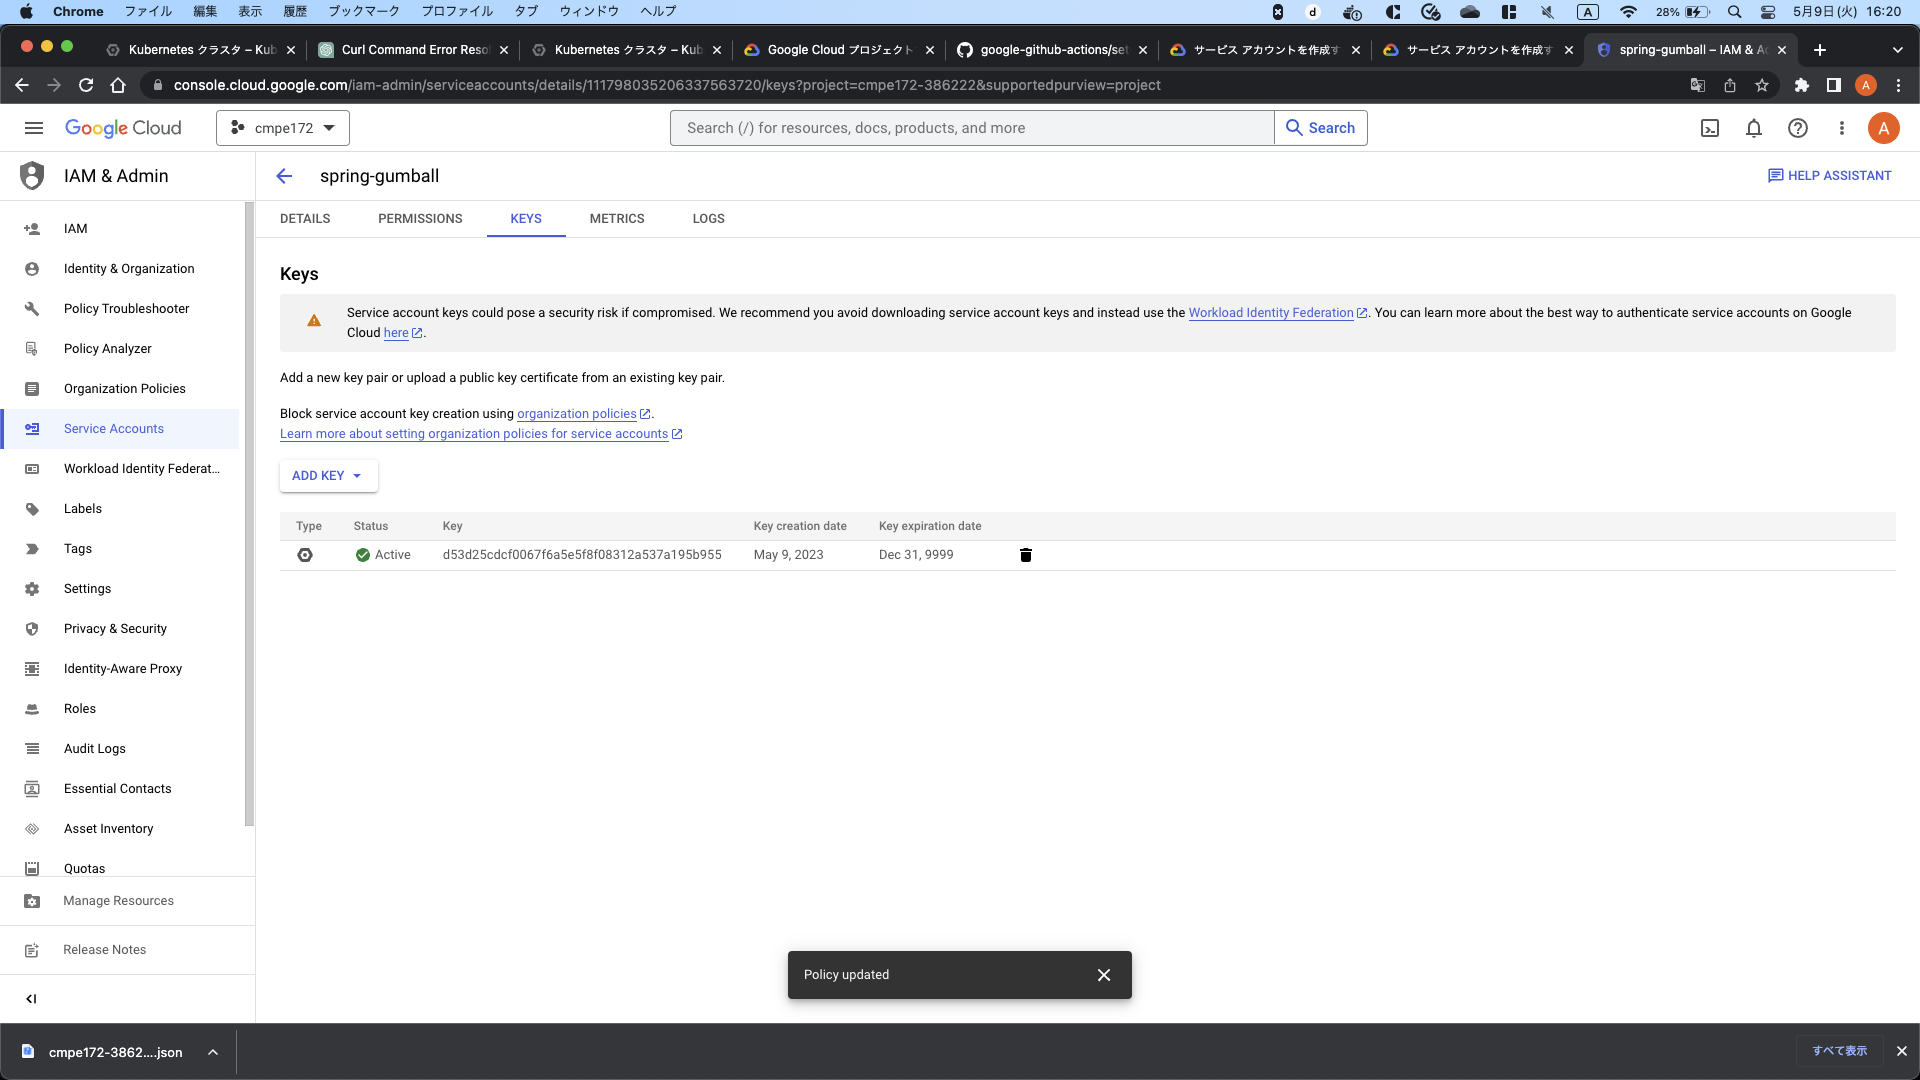 Chrome ファイル 編集 表示 履歴 ブックマーク プロファイル タブ ウィンドウ ヘルプ d A 28% 5月9日(火) 16:20
Kubernetes クラスター – Kub Curl Command Error Reso Kubernetes クラスター – Kub Google Cloud プロジェクト google-github-actions/set サービス アカウントを作成す サービス アカウントを作成す spring-gumball – IAM & Ac
console.cloud.google.com/iam-admin/serviceaccounts/details/111798035206337563720/keys?project=cmpe172-386222&supportedpurview=project A
Google Cloud cmpe172 Search (/) for resources, docs, products, and more Search A
IAM & Admin
spring-gumball
HELP ASSISTANT
DETAILS PERMISSIONS KEYS METRICS LOGS
IAM
Identity & Organization
Policy Troubleshooter
Policy Analyzer
Organization Policies
Service Accounts
Workload Identity Federat...
Labels
Tags
Settings
Privacy & Security
Identity-Aware Proxy
Roles
Audit Logs
Essential Contacts
Asset Inventory
Quotas
Manage Resources
Release Notes
Keys
Service account keys could pose a security risk if compromised. We recommend you avoid downloading service account keys and instead use the Workload Identity Federation . You can learn more about the best way to authenticate service accounts on Google
Cloud here .
Add a new key pair or upload a public key certificate from an existing key pair.
Block service account key creation using organization policies .
Learn more about setting organization policies for service accounts
ADD KEY
Type Status Key Key creation date Key expiration date
Active d53d25cdcf0067f6a5e5f8f08312a537a195b955 May 9, 2023 Dec 31, 9999
Policy updated
cmpe172-3862....json すべて表示